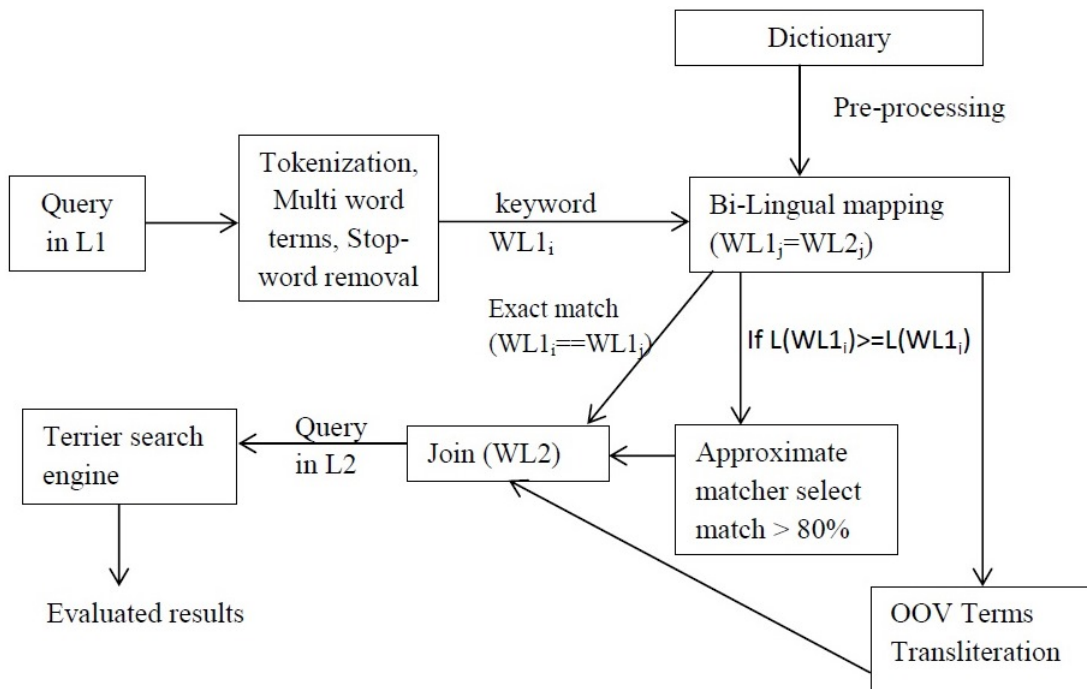 Dictionary
Pre-processing
Query
in L1
Tokenization,
Multi word
terms, Stop-
word removal
keyword
WL1ᵢ
Bi-Lingual mapping
(WL1ⱼ=WL2ⱼ)
Exact match
(WL1ᵢ==WL1ⱼ)
If L(WL1ᵢ)>=L(WL1ⱼ)
Terrier search
engine
Query
in L2
Join (WL2)
Approximate
matcher select
match > 80%
Evaluated results
OOV Terms
Transliteration